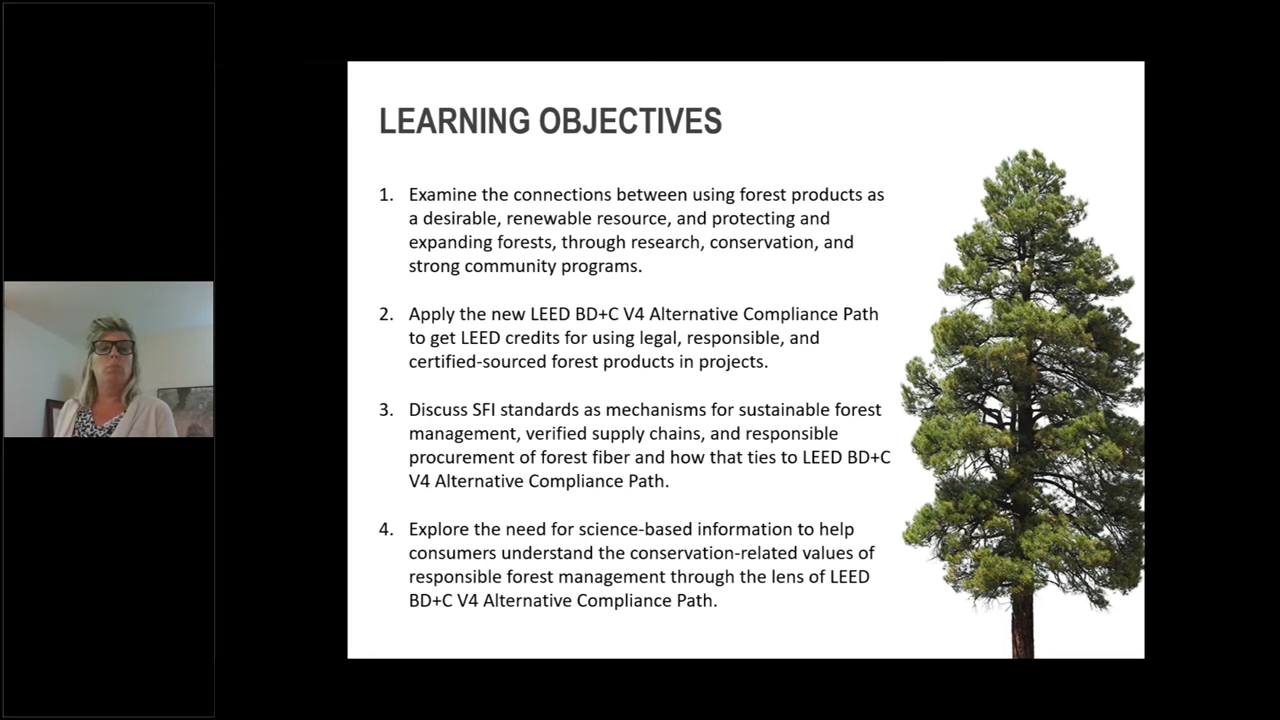 LEARNING OBJECTIVES
1. Examine the connections between using forest products as
a desirable, renewable resource, and protecting and
expanding forests, through research, conservation, and
strong community programs.
2. Apply the new LEED BD+C V4 Alternative Compliance Path
to get LEED credits for using legal, responsible, and
certified-sourced forest products in projects.
3. Discuss SFI standards as mechanisms for sustainable forest
management, verified supply chains, and responsible
procurement of forest fiber and how that ties to LEED BD+C
V4 Alternative Compliance Path.
4. Explore the need for science-based information to help
consumers understand the conservation-related values of
responsible forest management through the lens of LEED
BD+C V4 Alternative Compliance Path.